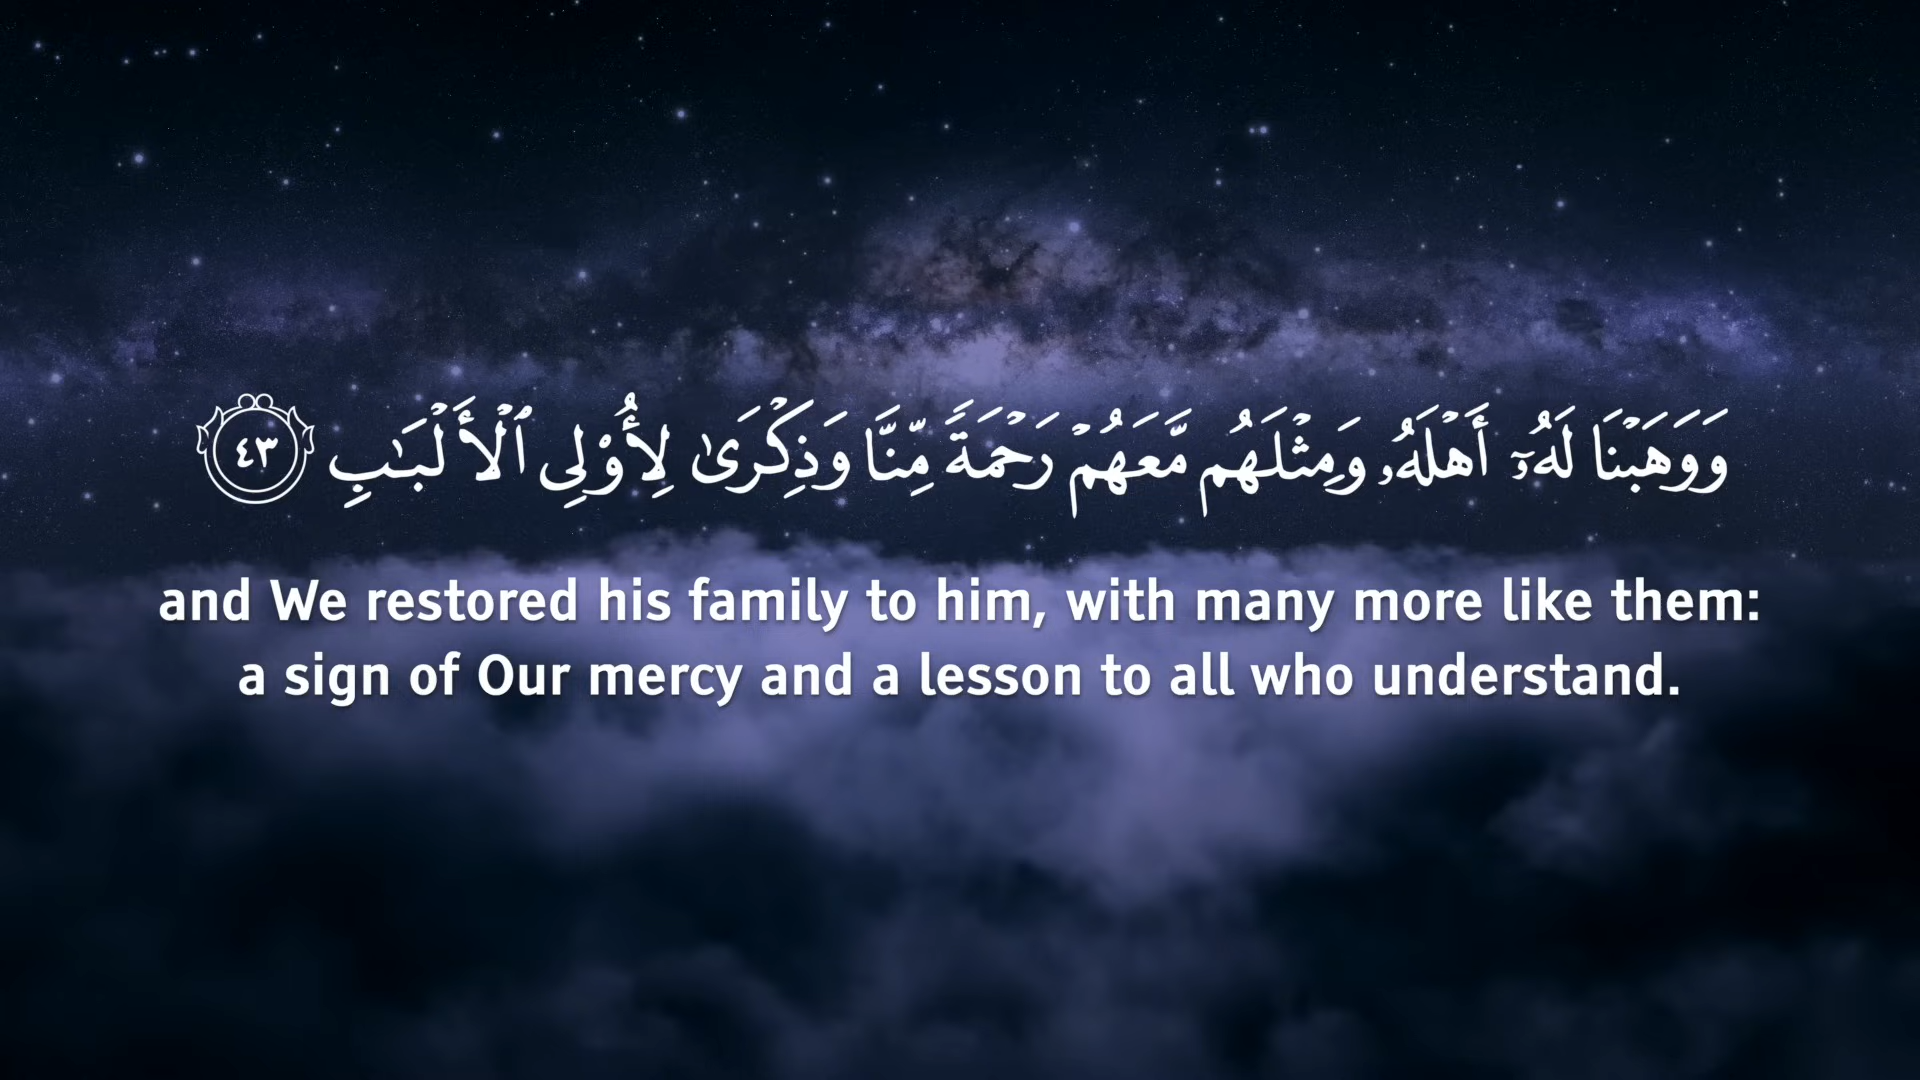 وَوَهَبْنَا لَهُۥٓ أَهْلَهُۥ وَمِثْلَهُم مَّعَهُمْ رَحْمَةً مِّنَّا وَذِكْرَىٰ لِأُو۟لِى ٱلْأَلْبَـٰبِ ٤٣
and We restored his family to him, with many more like them:
a sign of Our mercy and a lesson to all who understand.